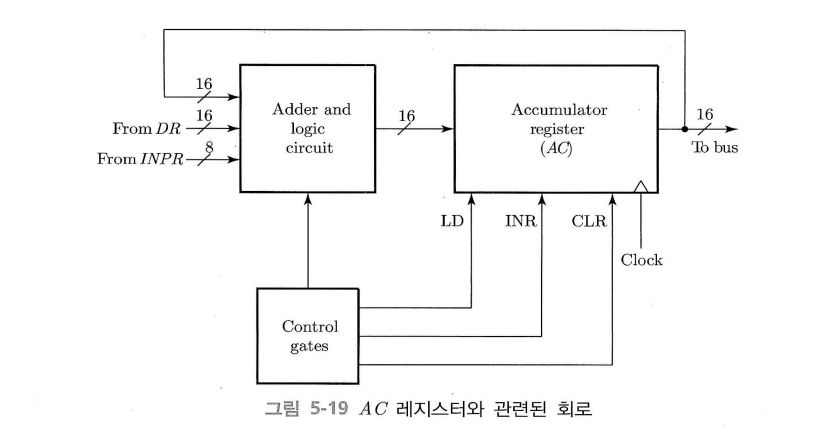 16
16
From DR
8
From INPR
Adder and
logic
circuit
16
Accumulator
register
(AC)
16
To bus
LD
INR
CLR
Clock
Control
gates
그림 5-19 AC 레지스터와 관련된 회로